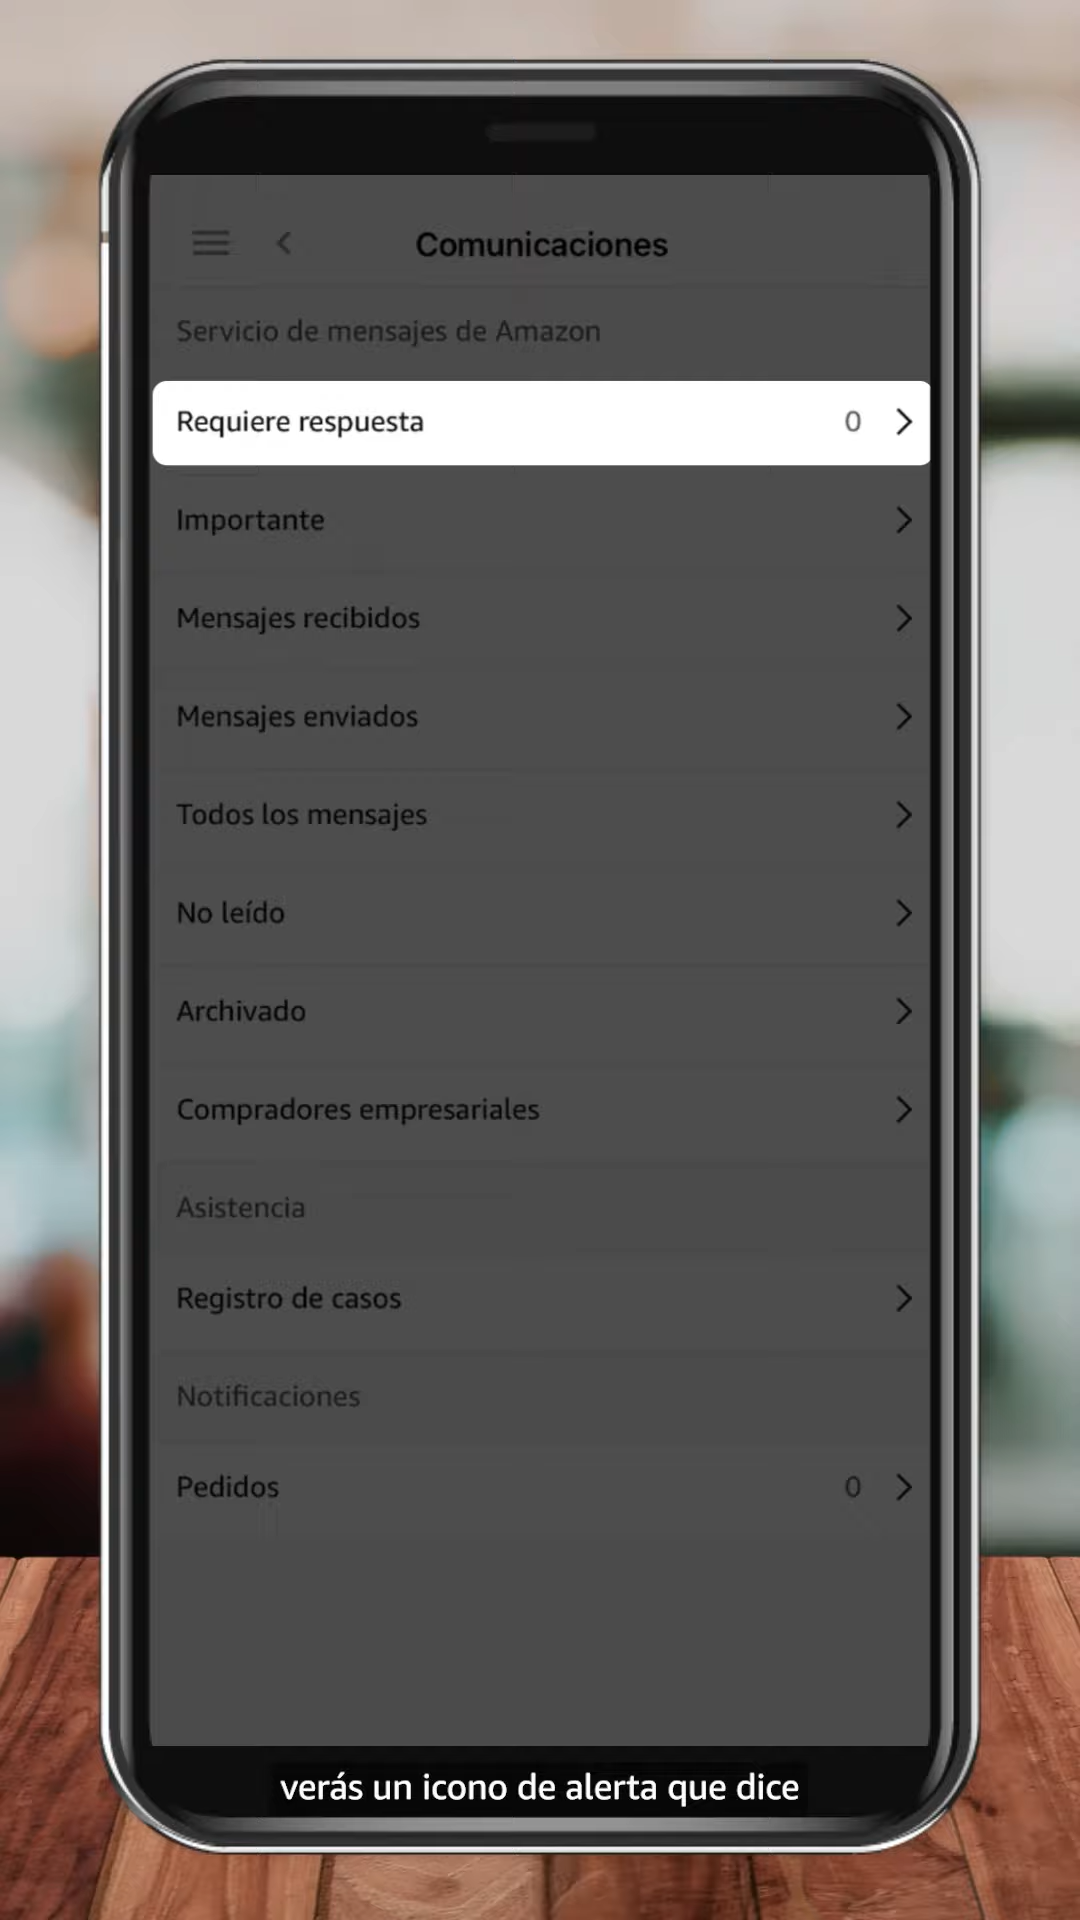 Comunicaciones
Servicio de mensajes de Amazon
Requiere respuesta 0
Importante
Mensajes recibidos
Mensajes enviados
Todos los mensajes
No leído
Archivado
Compradores empresariales
Asistencia
Registro de casos
Notificaciones
Pedidos 0
verás un icono de alerta que dice